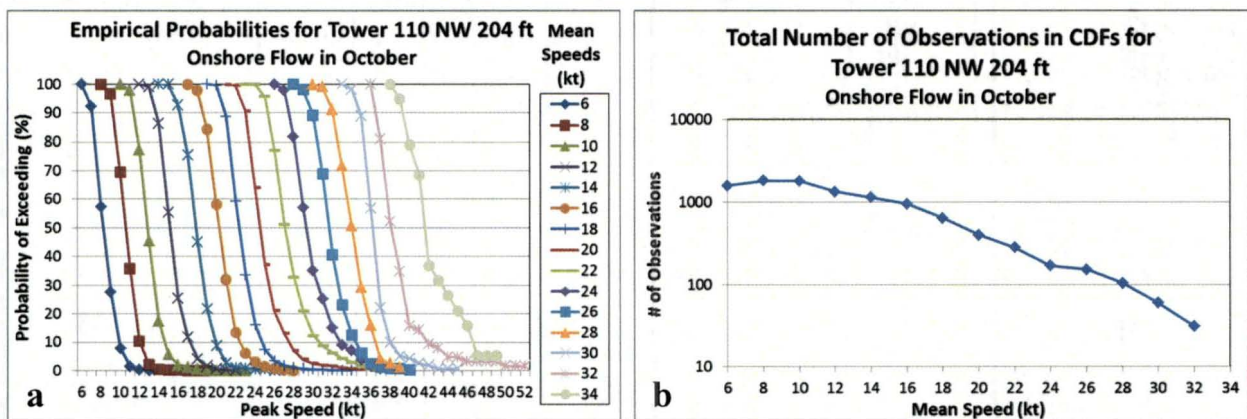 Empirical Probabilities for Tower 110 NW 204 ft
Onshore Flow in October
Mean
Speeds
(kt)
Probability of Exceeding (%)
100
90
80
70
60
50
40
30
20
10
0
6 8 10 12 14 16 18 20 22 24 26 28 30 32 34 36 38 40 42 44 46 48 50 52
Peak Speed (kt)
6
8
10
12
14
16
18
20
22
24
26
28
30
32
34
a
Total Number of Observations in CDFs for
Tower 110 NW 204 ft
Onshore Flow in October
# of Observations
10000
1000
100
10
6 8 10 12 14 16 18 20 22 24 26 28 30 32 34
Mean Speed (kt)
b